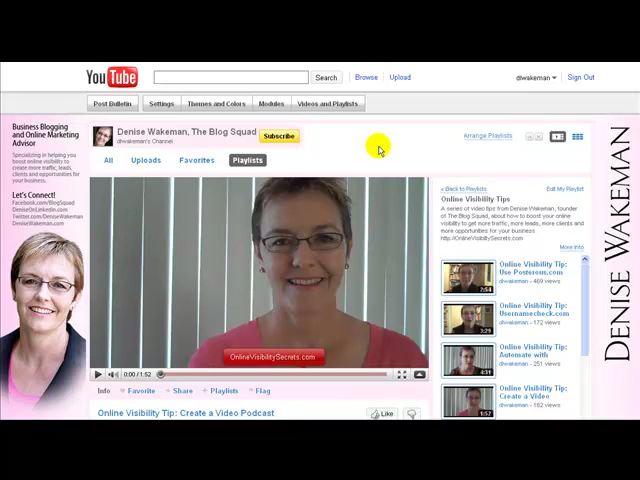 YouTube Search Browse Upload dlwakeman Sign Out
Post Bulletin Settings Themes and Colors Modules Videos and Playlists
Business Blogging
and Online Marketing
Advisor
Specializing in helping you
boost online visibility to
create more traffic, leads,
clients and opportunities
for your business.
Let's Connect!
Facebook.com/BlogSquad
DeniseOnLinkedIn.com
Twitter.com/DeniseWakeman
DeniseWakeman.com
Denise Wakeman, The Blog Squad Subscribe
dlwakeman's Channel
Arrange Playlists
All Uploads Favorites Playlists
« Back to Playlists Edit My Playlist
Online Visibility Tips
A series of video tips from Denise Wakeman, founder
of The Blog Squad, about how to boost your online
visibility to get more traffic, more leads, more clients and
more opportunities for your business.
http://OnlineVisibilitySecrets.com
More Info
Online Visibility Tip:
Use Posterous.com
dlwakeman - 469 views
2:54
Online Visibility Tip:
Usernamecheck.com
dlwakeman - 172 views
3:29
Online Visibility Tip:
Automate with
dlwakeman - 251 views
4:31
Online Visibility Tip:
Create a Video
dlwakeman - 182 views
1:57
OnlineVisibilitySecrets.com
0:00 / 1:52
Info Favorite Share Playlists Flag
Online Visibility Tip: Create a Video Podcast
Like
DENISE WAKEMAN